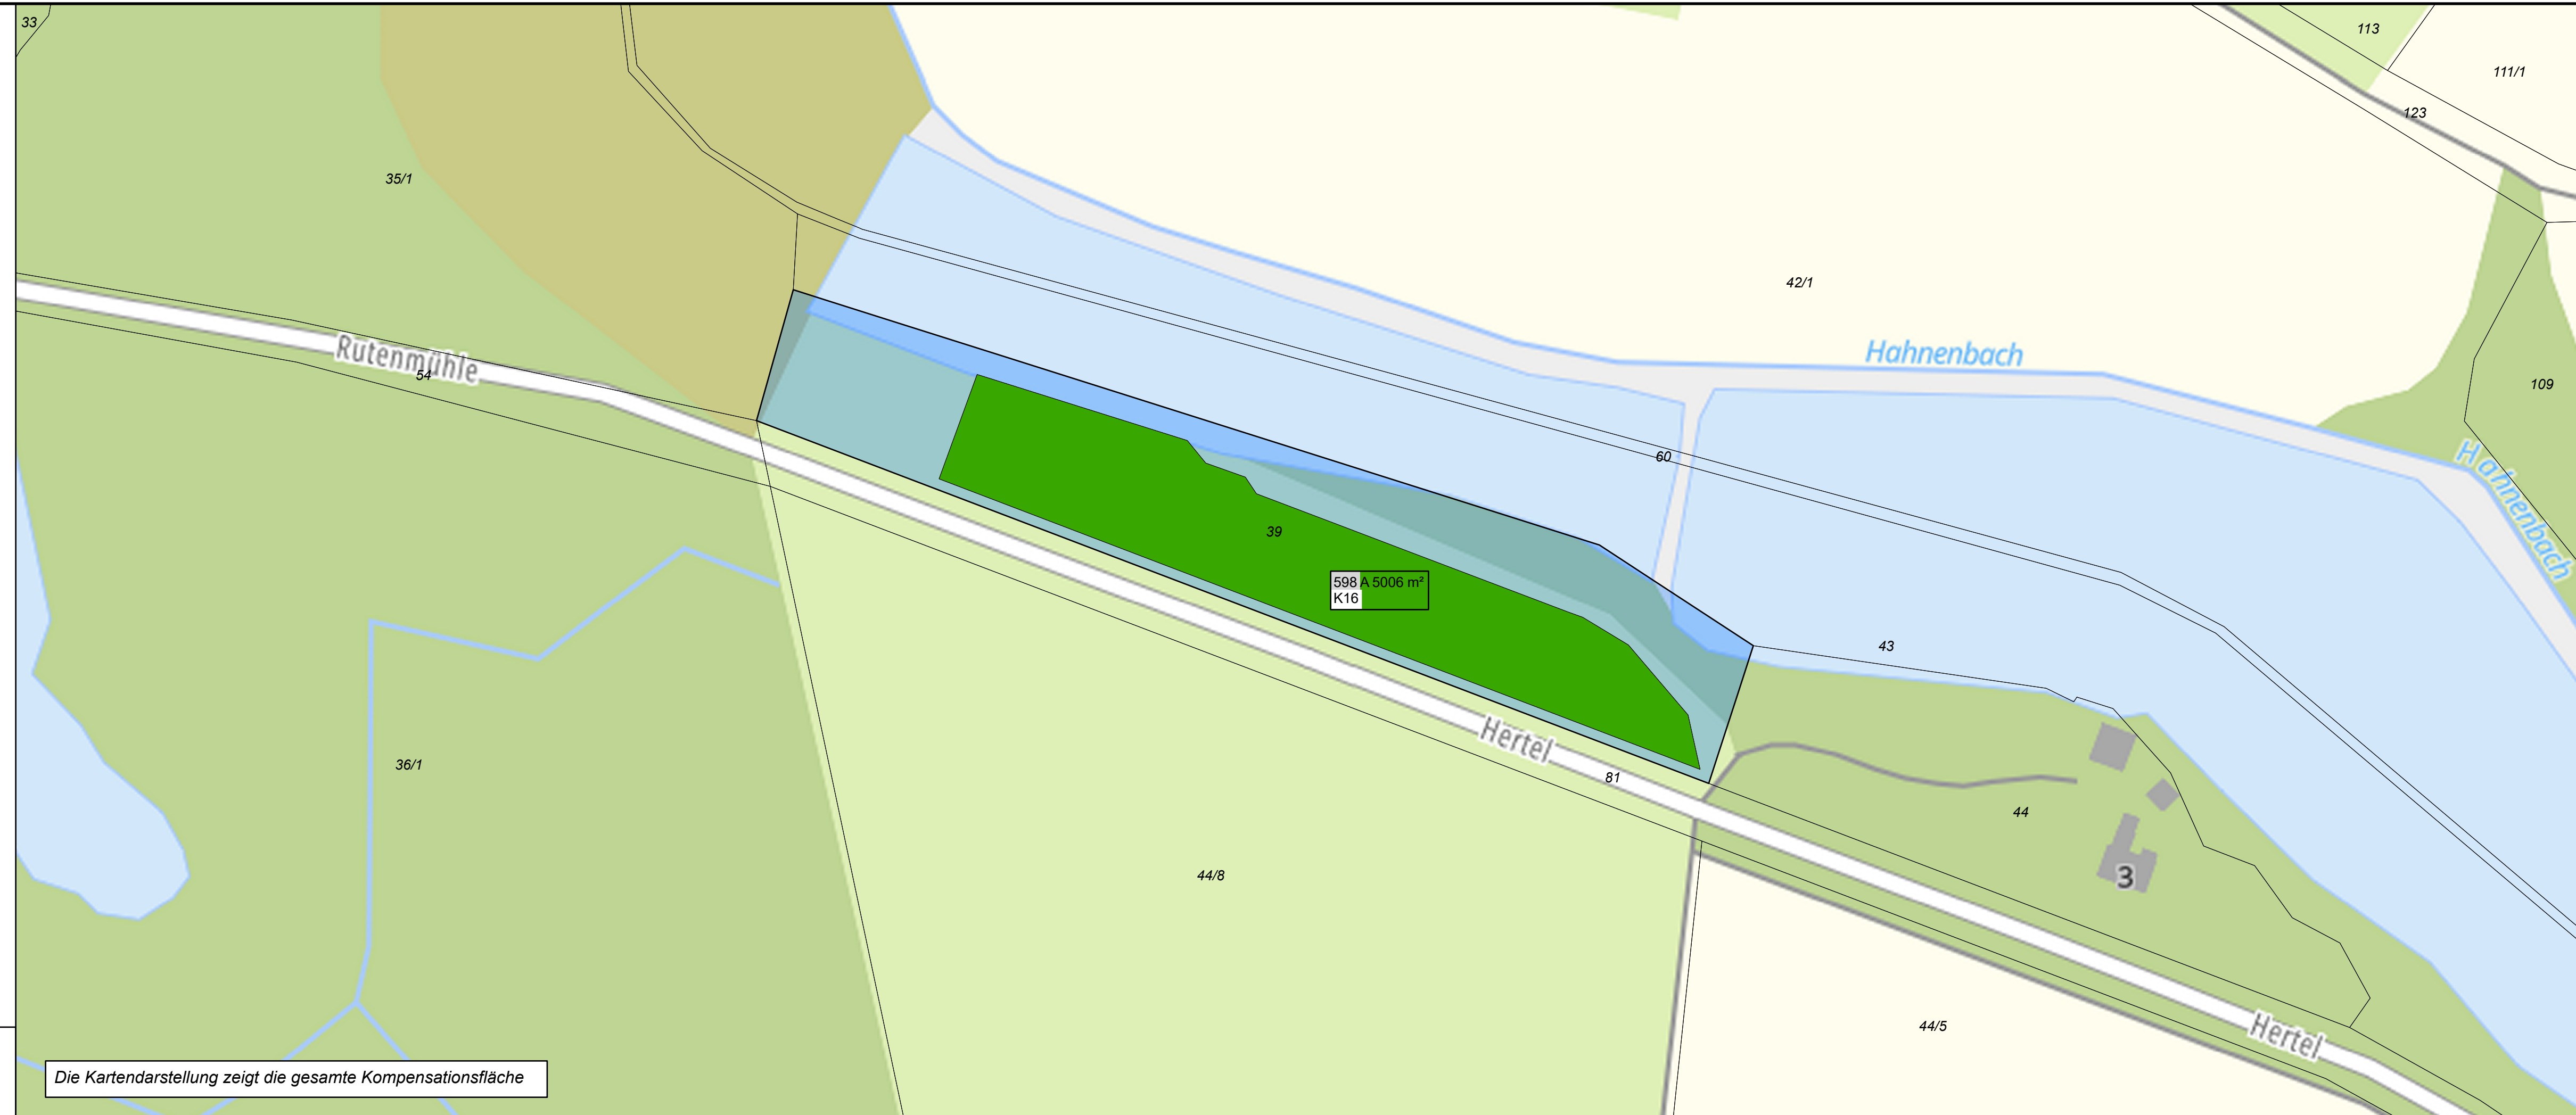 33
113
111/1
123
35/1
42/1
Hahnenbach
Rutenmühle
54
109
60
Hahnenbach
39
598 A 5006 m²
K16
43
Hertel
81
36/1
44
44/8
3
44/5
Hertel
Die Kartendarstellung zeigt die gesamte Kompensationsfläche